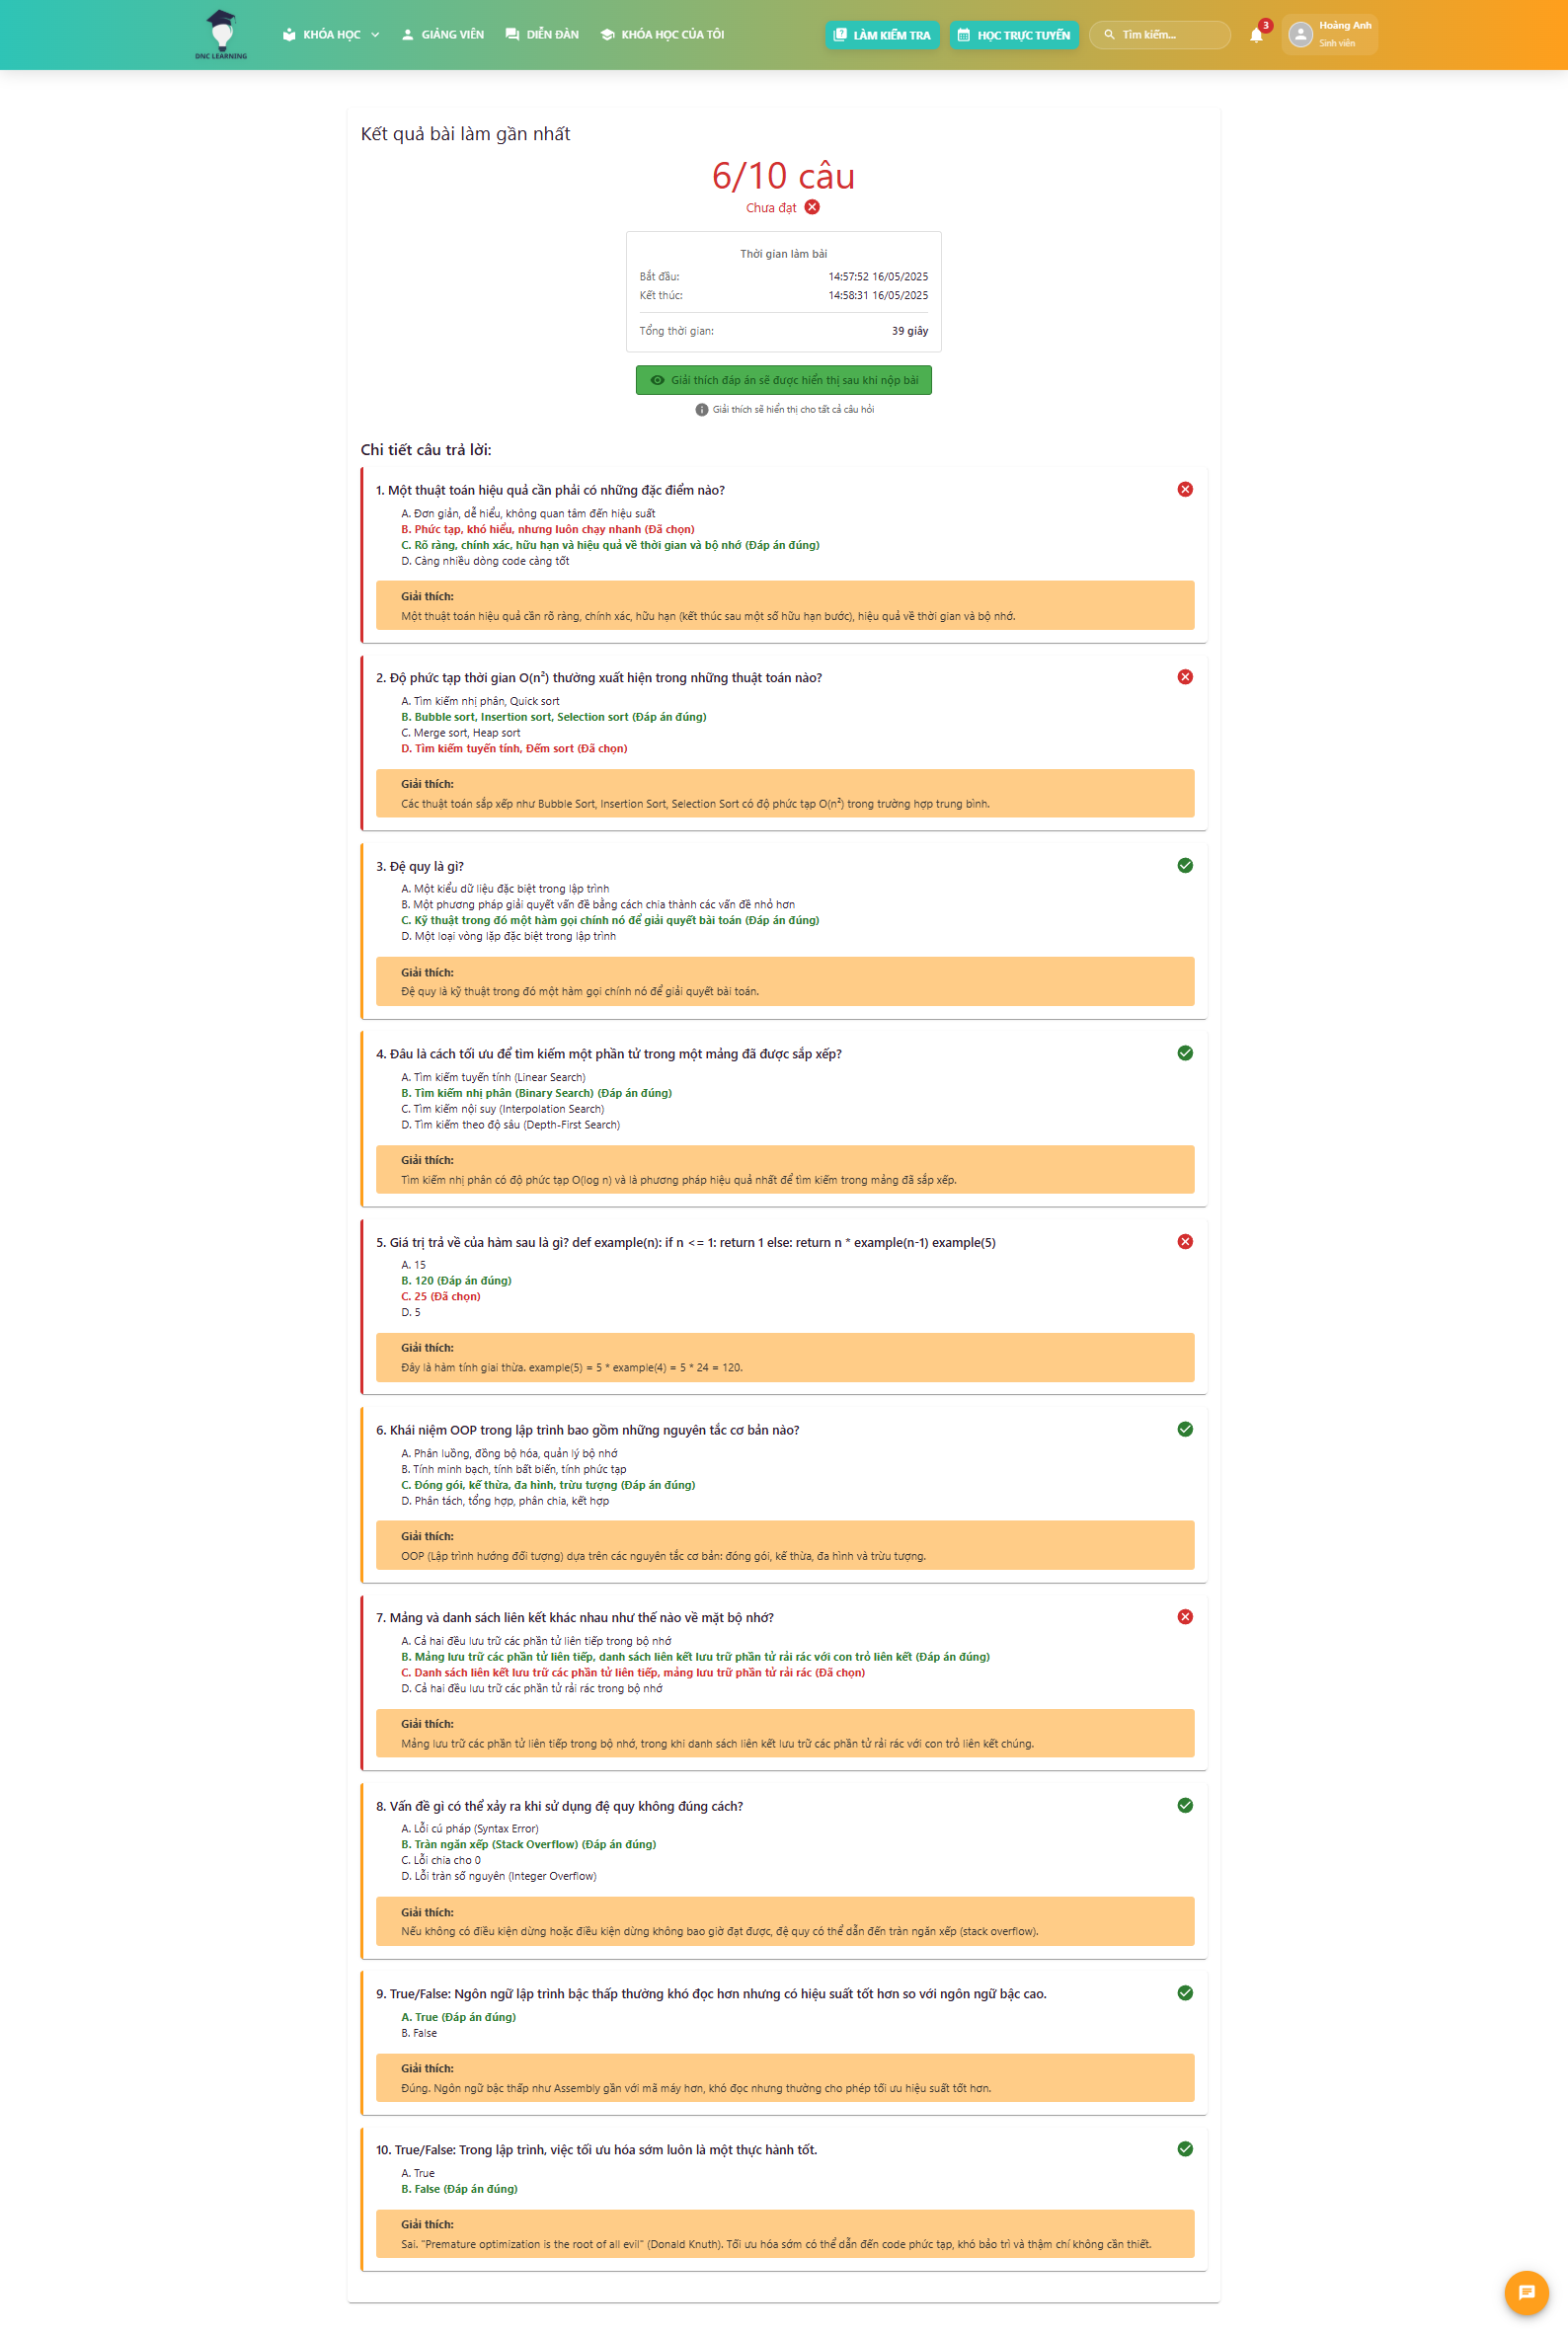 DNC LEARNING
KHÓA HỌC
GIẢNG VIÊN
DIỄN ĐÀN
KHÓA HỌC CỦA TÔI
LÀM KIỂM TRA
HỌC TRỰC TUYẾN
Tìm kiếm...
3
Hoảng Anh
Sinh viên
Kết quả bài làm gần nhất
6/10 câu
Chưa đạt
Thời gian làm bài
Bắt đầu: 14:57:52 16/05/2025
Kết thúc: 14:58:31 16/05/2025
Tổng thời gian: 39 giây
Giải thích đáp án sẽ được hiển thị sau khi nộp bài
Giải thích sẽ hiển thị cho tất cả câu hỏi
Chi tiết câu trả lời:
1. Một thuật toán hiệu quả cần phải có những đặc điểm nào?
A. Đơn giản, dễ hiểu, không quan tâm đến hiệu suất
B. Phức tạp, khó hiểu, nhưng luôn chạy nhanh (Đã chọn)
C. Rõ ràng, chính xác, hữu hạn và hiệu quả về thời gian và bộ nhớ (Đáp án đúng)
D. Càng nhiều dòng code càng tốt
Giải thích:
Một thuật toán hiệu quả cần rõ ràng, chính xác, hữu hạn (kết thúc sau một số hữu hạn bước), hiệu quả về thời gian và bộ nhớ.
2. Độ phức tạp thời gian O(n²) thường xuất hiện trong những thuật toán nào?
A. Tìm kiếm nhị phân, Quick sort
B. Bubble sort, Insertion sort, Selection sort (Đáp án đúng)
C. Merge sort, Heap sort
D. Tìm kiếm tuyến tính, Đếm sort (Đã chọn)
Giải thích:
Các thuật toán sắp xếp như Bubble Sort, Insertion Sort, Selection Sort có độ phức tạp O(n²) trong trường hợp trung bình.
3. Đệ quy là gì?
A. Một kiểu dữ liệu đặc biệt trong lập trình
B. Một phương pháp giải quyết vấn đề bằng cách chia thành các vấn đề nhỏ hơn
C. Kỹ thuật trong đó một hàm gọi chính nó để giải quyết bài toán (Đáp án đúng)
D. Một loại vòng lặp đặc biệt trong lập trình
Giải thích:
Đệ quy là kỹ thuật trong đó một hàm gọi chính nó để giải quyết bài toán.
4. Đâu là cách tối ưu để tìm kiếm một phần tử trong một mảng đã được sắp xếp?
A. Tìm kiếm tuyến tính (Linear Search)
B. Tìm kiếm nhị phân (Binary Search) (Đáp án đúng)
C. Tìm kiếm nội suy (Interpolation Search)
D. Tìm kiếm theo độ sâu (Depth-First Search)
Giải thích:
Tìm kiếm nhị phân có độ phức tạp O(log n) và là phương pháp hiệu quả nhất để tìm kiếm trong mảng đã sắp xếp.
5. Giá trị trả về của hàm sau là gì? def example(n): if n <= 1: return 1 else: return n * example(n-1) example(5)
A. 15
B. 120 (Đáp án đúng)
C. 25 (Đã chọn)
D. 5
Giải thích:
Đây là hàm tính giai thừa. example(5) = 5 * example(4) = 5 * 24 = 120.
6. Khái niệm OOP trong lập trình bao gồm những nguyên tắc cơ bản nào?
A. Phân luồng, đồng bộ hóa, quản lý bộ nhớ
B. Tính minh bạch, tính bất biến, tính phức tạp
C. Đóng gói, kế thừa, đa hình, trừu tượng (Đáp án đúng)
D. Phân tách, tổng hợp, phân chia, kết hợp
Giải thích:
OOP (Lập trình hướng đối tượng) dựa trên các nguyên tắc cơ bản: đóng gói, kế thừa, đa hình và trừu tượng.
7. Mảng và danh sách liên kết khác nhau như thế nào về mặt bộ nhớ?
A. Cả hai đều lưu trữ các phần tử liên tiếp trong bộ nhớ
B. Mảng lưu trữ các phần tử liên tiếp, danh sách liên kết lưu trữ các phần tử rải rác với con trỏ liên kết (Đáp án đúng)
C. Danh sách liên kết lưu trữ các phần tử liên tiếp, mảng lưu trữ phần tử rải rác (Đã chọn)
D. Cả hai đều lưu trữ các phần tử rải rác trong bộ nhớ
Giải thích:
Mảng lưu trữ các phần tử liên tiếp trong bộ nhớ, trong khi danh sách liên kết lưu trữ các phần tử rải rác với con trỏ liên kết chúng.
8. Vấn đề gì có thể xảy ra khi sử dụng đệ quy không đúng cách?
A. Lỗi cú pháp (Syntax Error)
B. Tràn ngăn xếp (Stack Overflow) (Đáp án đúng)
C. Lỗi chia cho 0
D. Lỗi tràn số nguyên (Integer Overflow)
Giải thích:
Nếu không có điều kiện dừng hoặc điều kiện dừng không bao giờ đạt được, đệ quy có thể dẫn đến tràn ngăn xếp (stack overflow).
9. True/False: Ngôn ngữ lập trình bậc thấp thường khó đọc hơn nhưng có hiệu suất tốt hơn so với ngôn ngữ bậc cao.
A. True (Đáp án đúng)
B. False
Giải thích:
Đúng. Ngôn ngữ bậc thấp như Assembly gần với mã máy hơn, khó đọc nhưng thường cho phép tối ưu hiệu suất tốt hơn.
10. True/False: Trong lập trình, việc tối ưu hóa sớm luôn là một thực hành tốt.
A. True
B. False (Đáp án đúng)
Giải thích:
Sai. "Premature optimization is the root of all evil" (Donald Knuth). Tối ưu hóa sớm có thể dẫn đến code phức tạp, khó bảo trì và thậm chí không cần thiết.